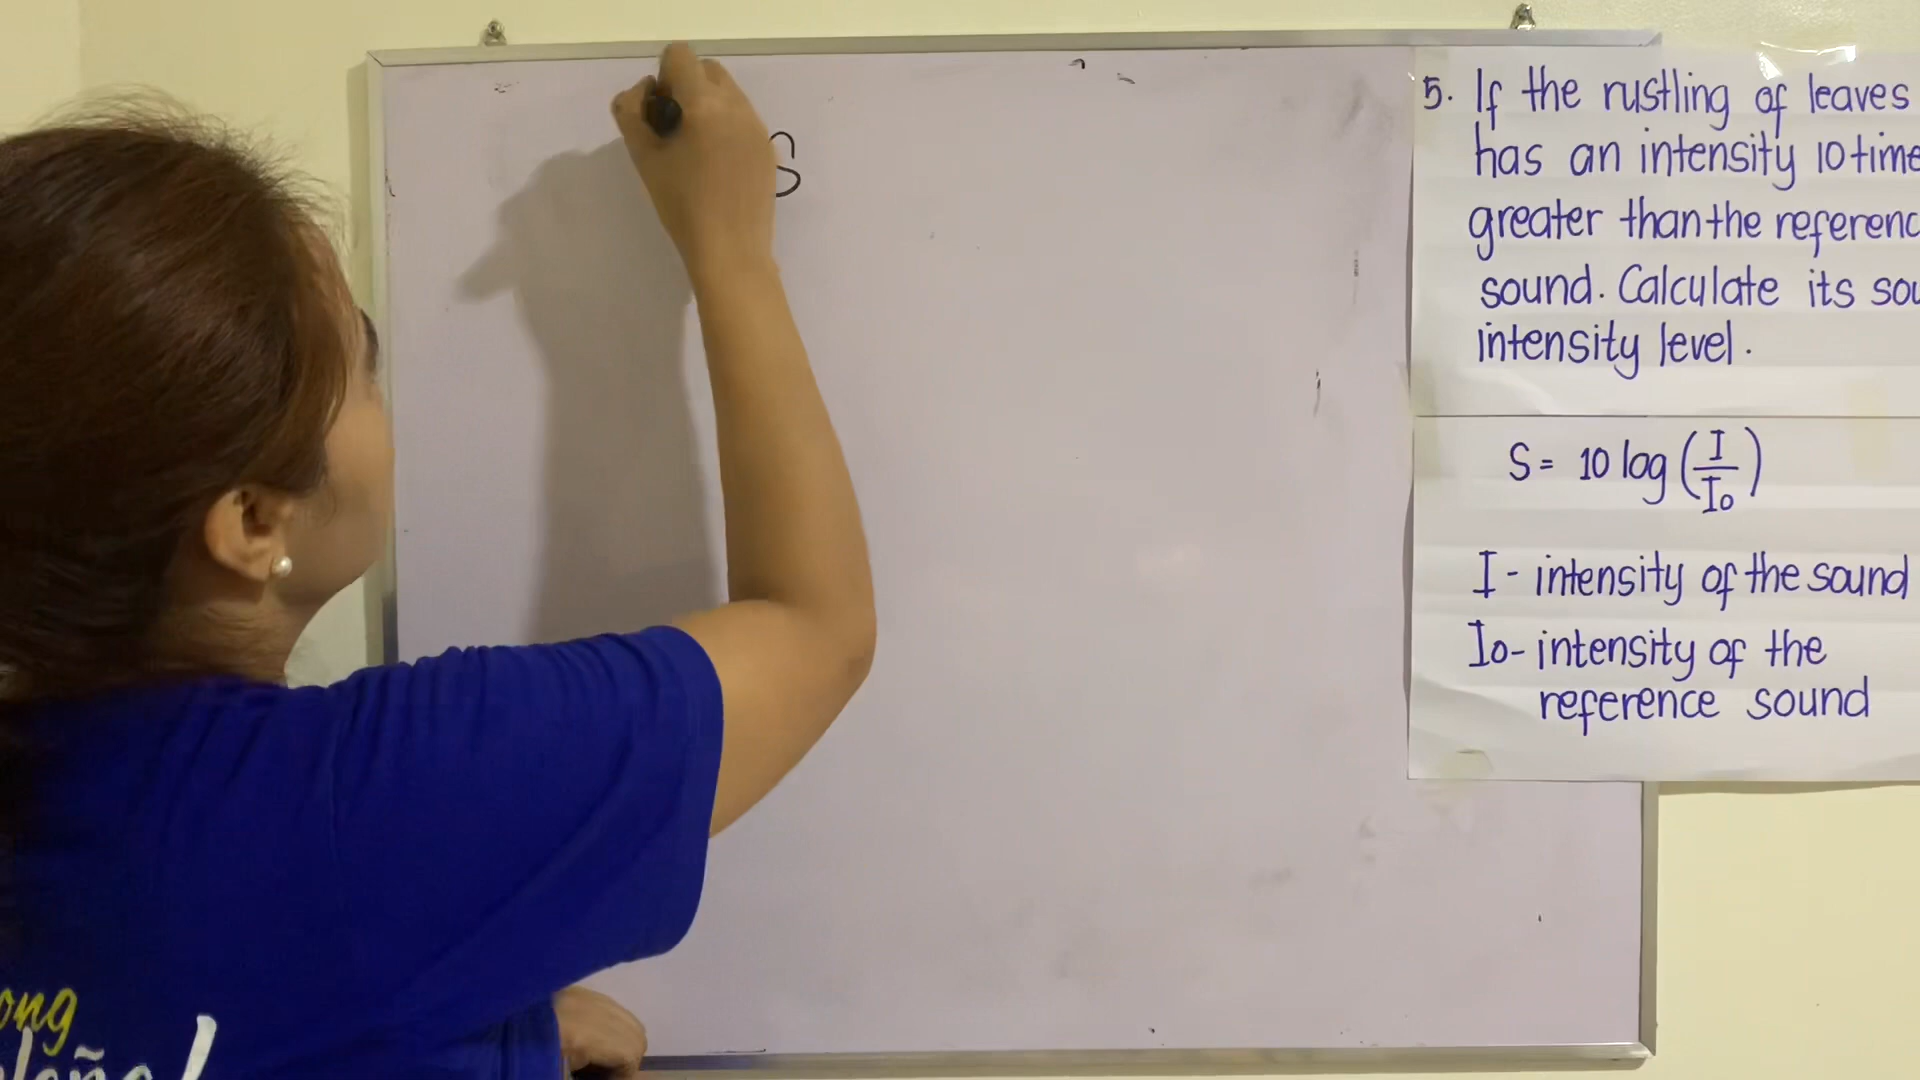 S
5. If the rustling of leaves
has an intensity 10 time
greater than the referenc
sound. Calculate its sou
intensity level.
S = 10 log (I/Io)
I - intensity of the sound
Io - intensity of the
reference sound
ong